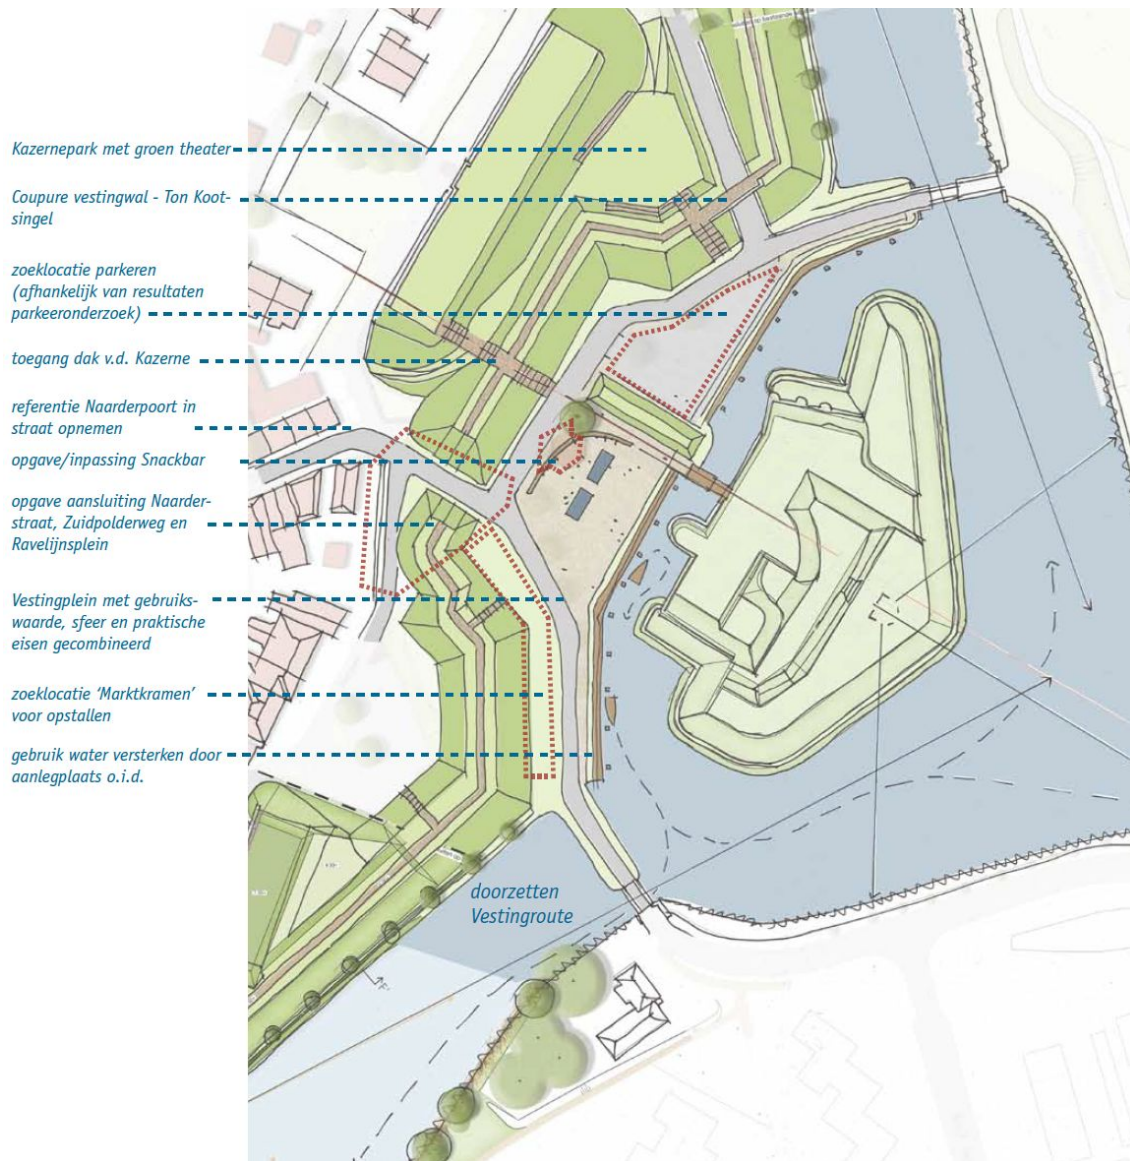 Kazernepark met groen theater
Coupure vestingwal - Ton Koot-
singel
zoeklocatie parkeren
(afhankelijk van resultaten
parkeeronderzoek)
toegang dak v.d. Kazerne
referentie Naarderpoort in
straat opnemen
opgave/inpassing Snackbar
opgave aansluiting Naarder-
straat, Zuidpolderweg en
Ravelijnsplein
Vestingplein met gebruiks-
waarde, sfeer en praktische
eisen gecombineerd
zoeklocatie ‘Marktkramen’
voor opstallen
gebruik water versterken door
aanlegplaats o.i.d.
doorzetten
Vestingroute